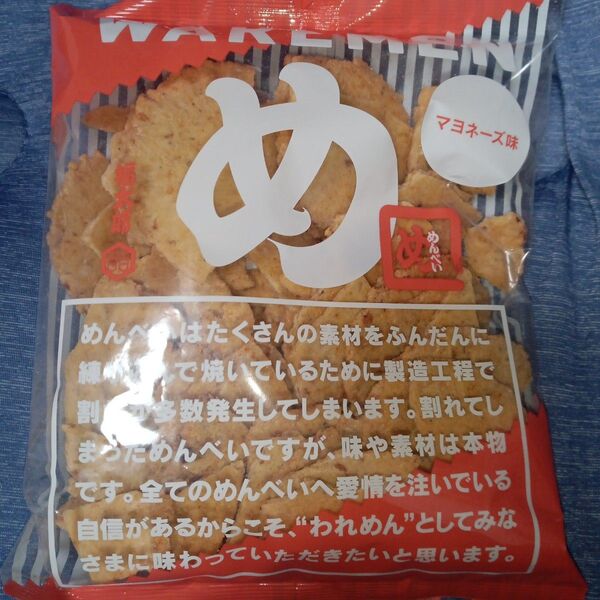 WAREMEN
め
マヨネーズ味
福太郎
めんべい
め
めんべいはたくさんの素材をふんだんに
練 で焼いているために製造工程で
割 が多数発生してしまいます。割れてし
まっためんべいですが、味や素材は本物
です。全てのめんべいへ愛情を注いでいる
自信があるからこそ、“われめん”としてみな
さまに味わっていただきたいと思います。